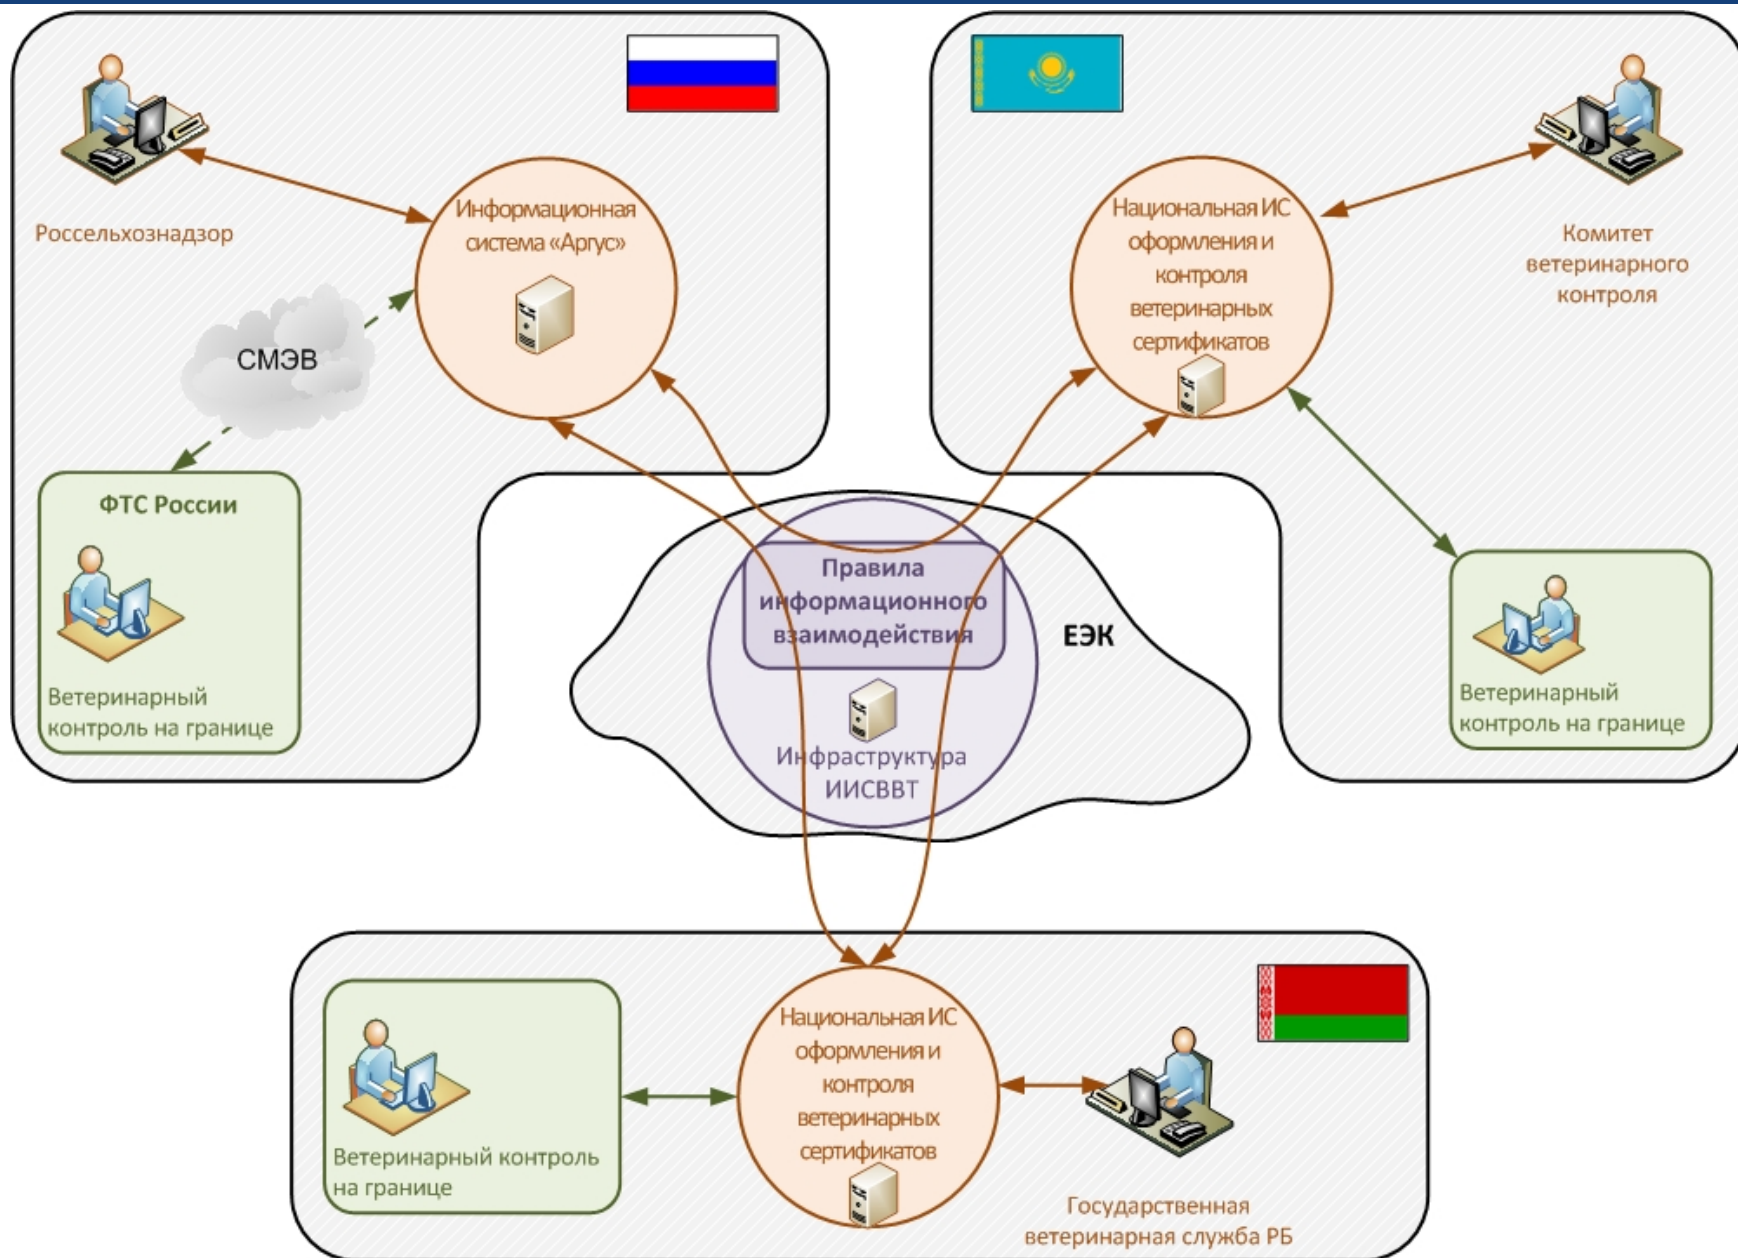 Россельхознадзор
Информационная
система «Аргус»
СМЭВ
ФТС России
Ветеринарный
контроль на границе
Национальная ИС
оформления и
контроля
ветеринарных
сертификатов
Комитет
ветеринарного
контроля
Ветеринарный
контроль на границе
Правила
информационного
взаимодействия
ЕЭК
Инфраструктура
ИИСВВТ
Ветеринарный контроль
на границе
Национальная ИС
оформления и
контроля
ветеринарных
сертификатов
Государственная
ветеринарная служба РБ